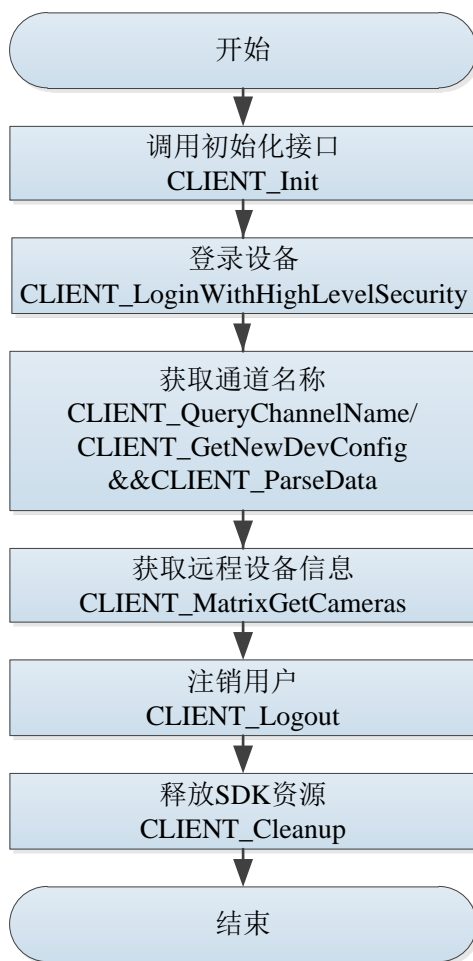 开始
调用初始化接口
CLIENT_Init
登录设备
CLIENT_LoginWithHighLevelSecurity
获取通道名称
CLIENT_QueryChannelName/
CLIENT_GetNewDevConfig
&&CLIENT_ParseData
获取远程设备信息
CLIENT_MatrixGetCameras
注销用户
CLIENT_Logout
释放SDK资源
CLIENT_Cleanup
结束